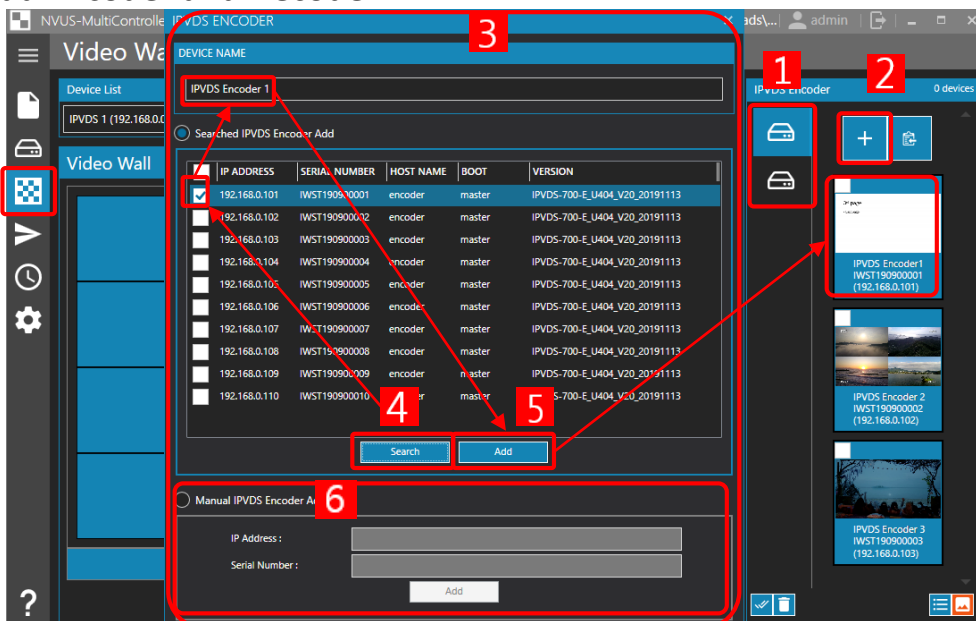 NVUS-MultiControlle
IPVDS ENCODER
ads\...
admin
Video Wa
3
DEVICE NAME
1
2
Device List
IPVDS Encoder 1
IPVDS Encoder
0 devices
IPVDS 1 (192.168.0.0
Searched IPVDS Encoder Add
Video Wall
IP ADDRESS SERIAL NUMBER HOST NAME BOOT VERSION
192.168.0.101 IWST190900001 encoder master IPVDS-700-E_U404_V20_20191113
192.168.0.102 IWST190900002 encoder master IPVDS-700-E_U404_V20_20191113
192.168.0.103 IWST190900003 encoder master IPVDS-700-E_U404_V20_20191113
192.168.0.104 IWST190900004 encoder master IPVDS-700-E_U404_V20_20191113
192.168.0.105 IWST190900005 encoder master IPVDS-700-E_U404_V20_20191113
192.168.0.106 IWST190900006 encoder master IPVDS-700-E_U404_V20_20191113
192.168.0.107 IWST190900007 encoder master IPVDS-700-E_U404_V20_20191113
192.168.0.108 IWST190900008 encoder master IPVDS-700-E_U404_V20_20191113
192.168.0.109 IWST190900009 encoder master IPVDS-700-E_U404_V20_20191113
192.168.0.110 IWST190900010 er master S-700-E_U404_V20_20191113
4
5
Search
Add
IPVDS Encoder1
IWST190900001
(192.168.0.101)
IPVDS Encoder 2
IWST190900002
(192.168.0.102)
IPVDS Encoder 3
IWST190900003
(192.168.0.103)
Manual IPVDS Encoder A
6
IP Address :
Serial Number :
Add
?